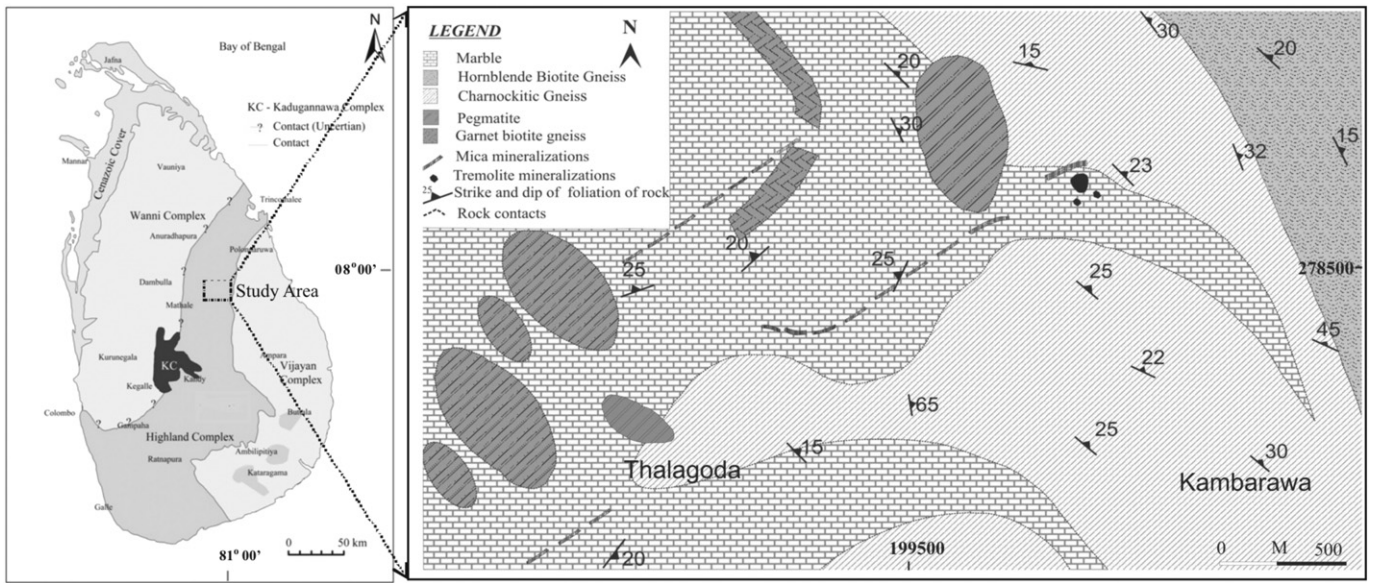 N
Bay of Bengal
Jafna
KC - Kadugannawa Complex
? Contact (Uncertian)
Contact
Cenazoic Cover
Mannar
Vauniya
Trincomalee
?
Wanni Complex
?
Anuradhapura
Polonnaruwa
08°00'
?
Dambulla
Study Area
Mathale
?
Kurunegala
KC
Ampara
Vijayan
Complex
Kandy
Kegalle
?
Colombo
?
?
Gampaha
Buttala
Highland Complex
Ratnapura
Ambilipitiya
Kataragama
Galle
81°00'
0 50 km
LEGEND
N
Marble
Hornblende Biotite Gneiss
Charnockitic Gneiss
Pegmatite
Garnet biotite gneiss
Mica mineralizations
Tremolite mineralizations
25 Strike and dip of foliation of rock
Rock contacts
30
15
20
20
30
15
32
23
20
25
25
25
278500
45
22
65
25
15
30
Thalagoda
Kambarawa
20
199500
0 M 500